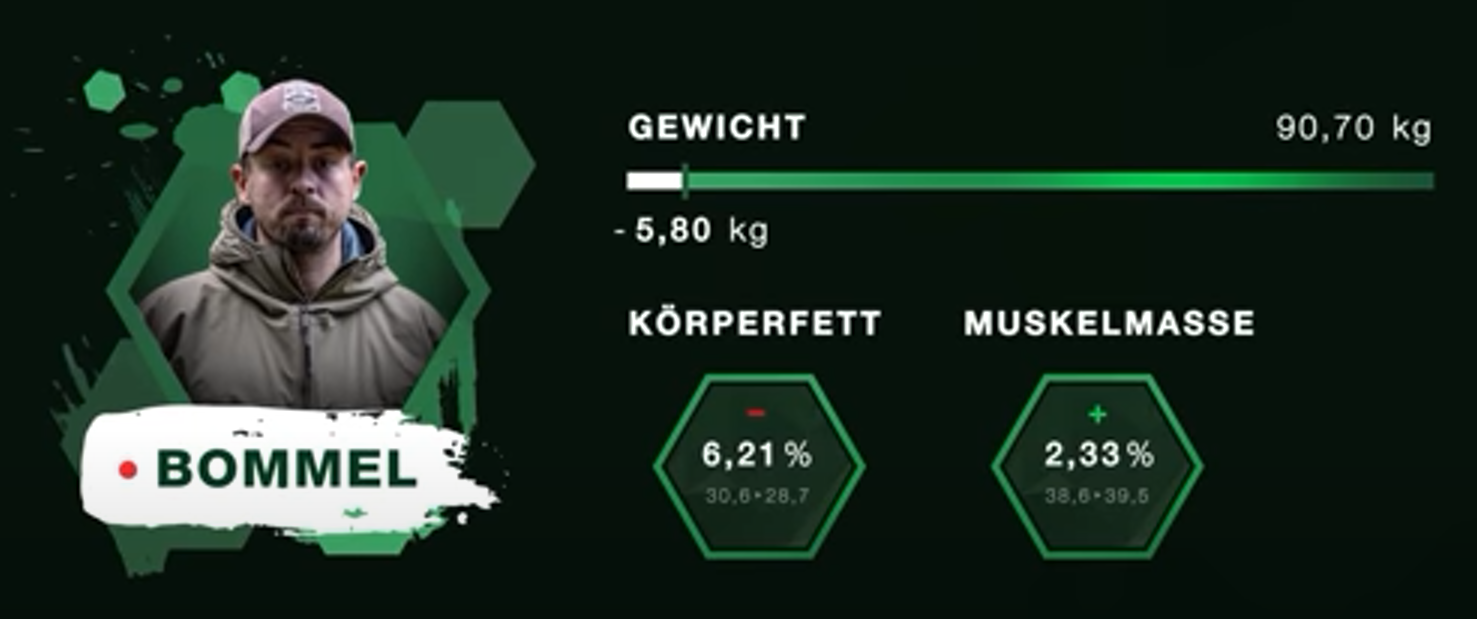 GEWICHT 90,70 kg
- 5,80 kg
KÖRPERFETT MUSKELMASSE
- +
6,21 % 2,33 %
30,6‣28,7 38,6‣39,5
BOMMEL